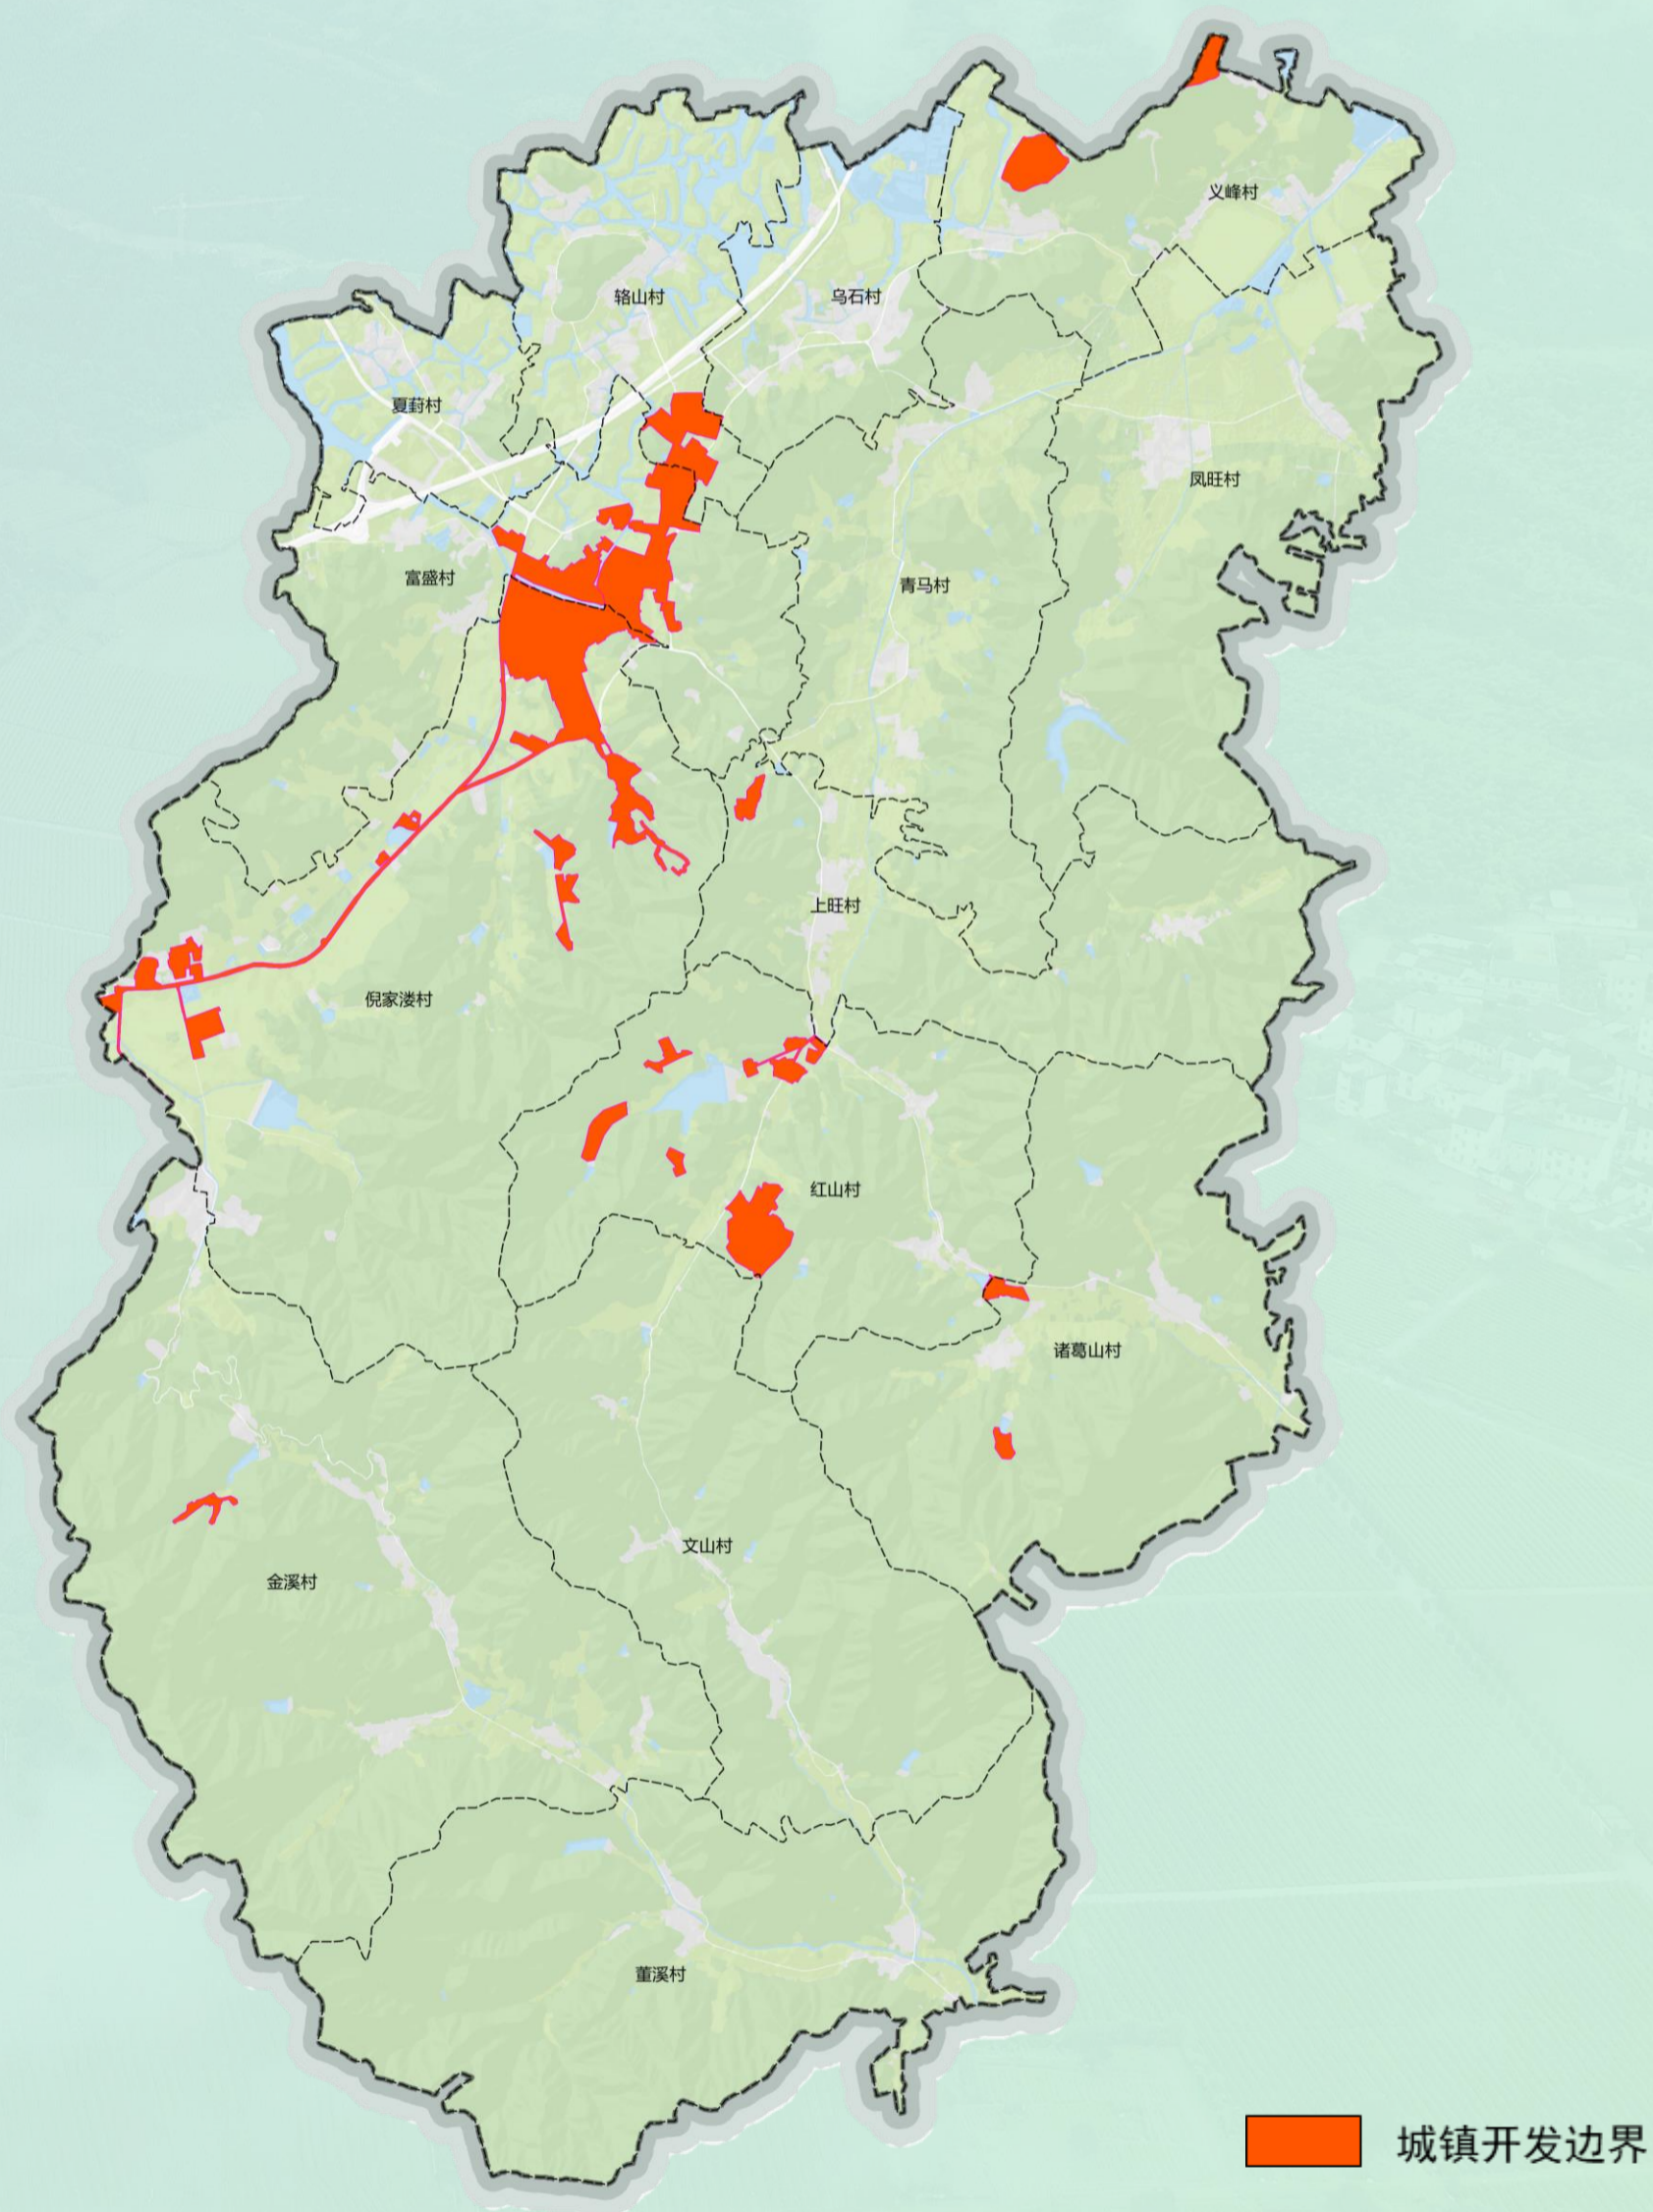 义峰村
辂山村
乌石村
夏葑村
凤旺村
富盛村
青马村
上旺村
倪家溇村
红山村
诸葛山村
文山村
金溪村
董溪村
城镇开发边界